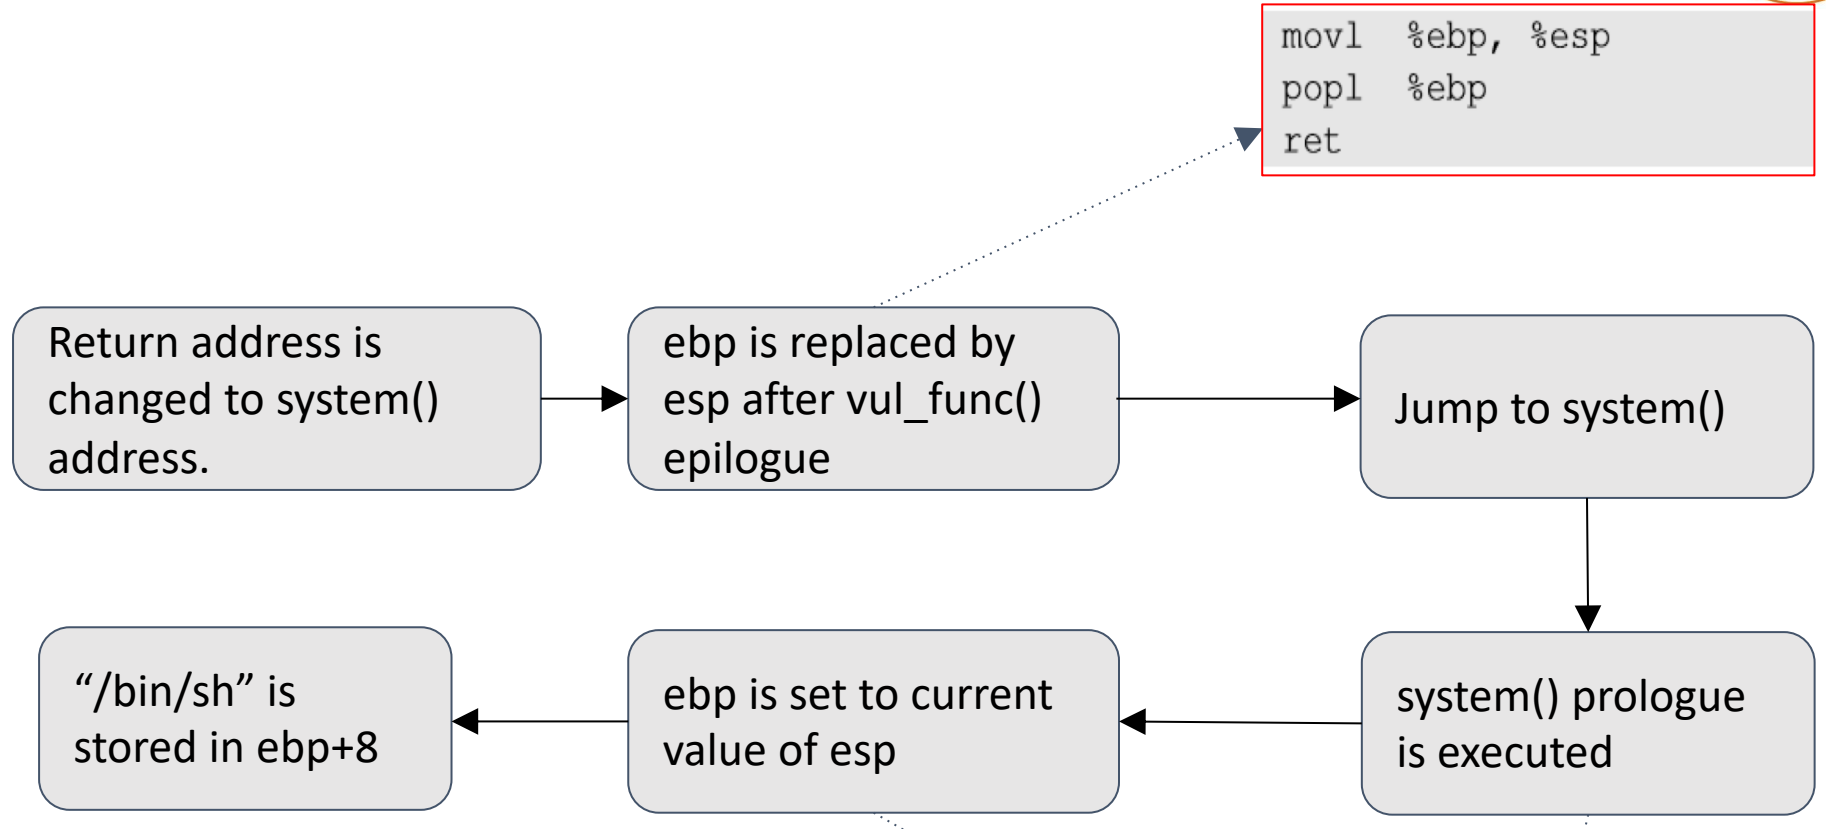 movl %ebp, %esp
popl %ebp
ret
Return address is
changed to system()
address.
ebp is replaced by
esp after vul_func()
epilogue
Jump to system()
“/bin/sh” is
stored in ebp+8
ebp is set to current
value of esp
system() prologue
is executed